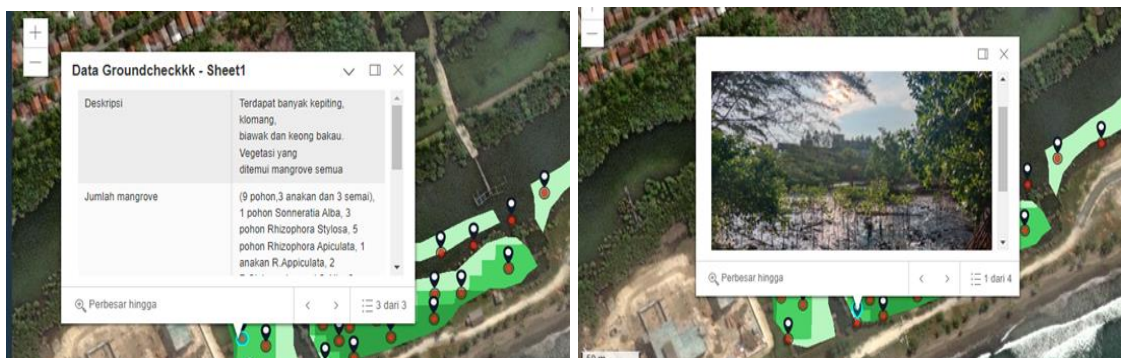 +
−
Data Groundcheckkk - Sheet1
Deskripsi
Terdapat banyak kepiting,
klomang,
biawak dan keong bakau.
Vegetasi yang
ditemui mangrove semua
Jumlah mangrove
(9 pohon,3 anakan dan 3 semai),
1 pohon Sonneratia Alba, 3
pohon Rhizophora Stylosa, 5
pohon Rhizophora Apiculata, 1
anakan R.Appiculata, 2
Perbesar hingga
3 dari 3
−
Perbesar hingga
1 dari 4